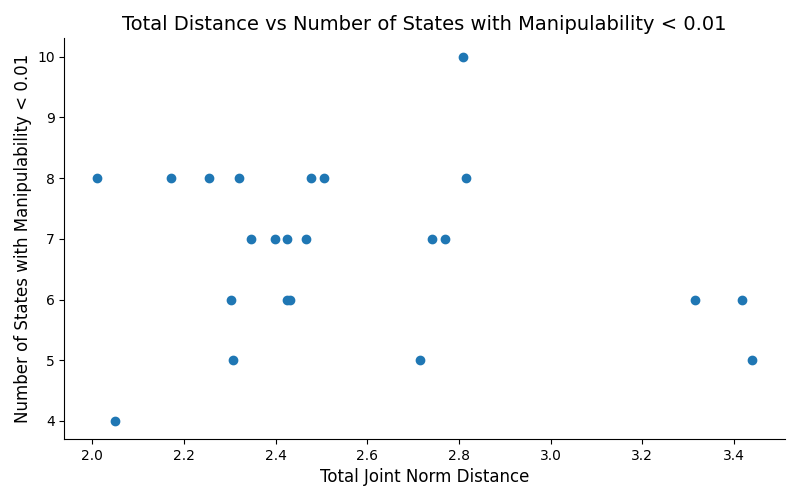 Total Distance vs Number of States with Manipulability < 0.01
Number of States with Manipulability < 0.01
10
9
8
7
6
5
4
2.0 2.2 2.4 2.6 2.8 3.0 3.2 3.4
Total Joint Norm Distance